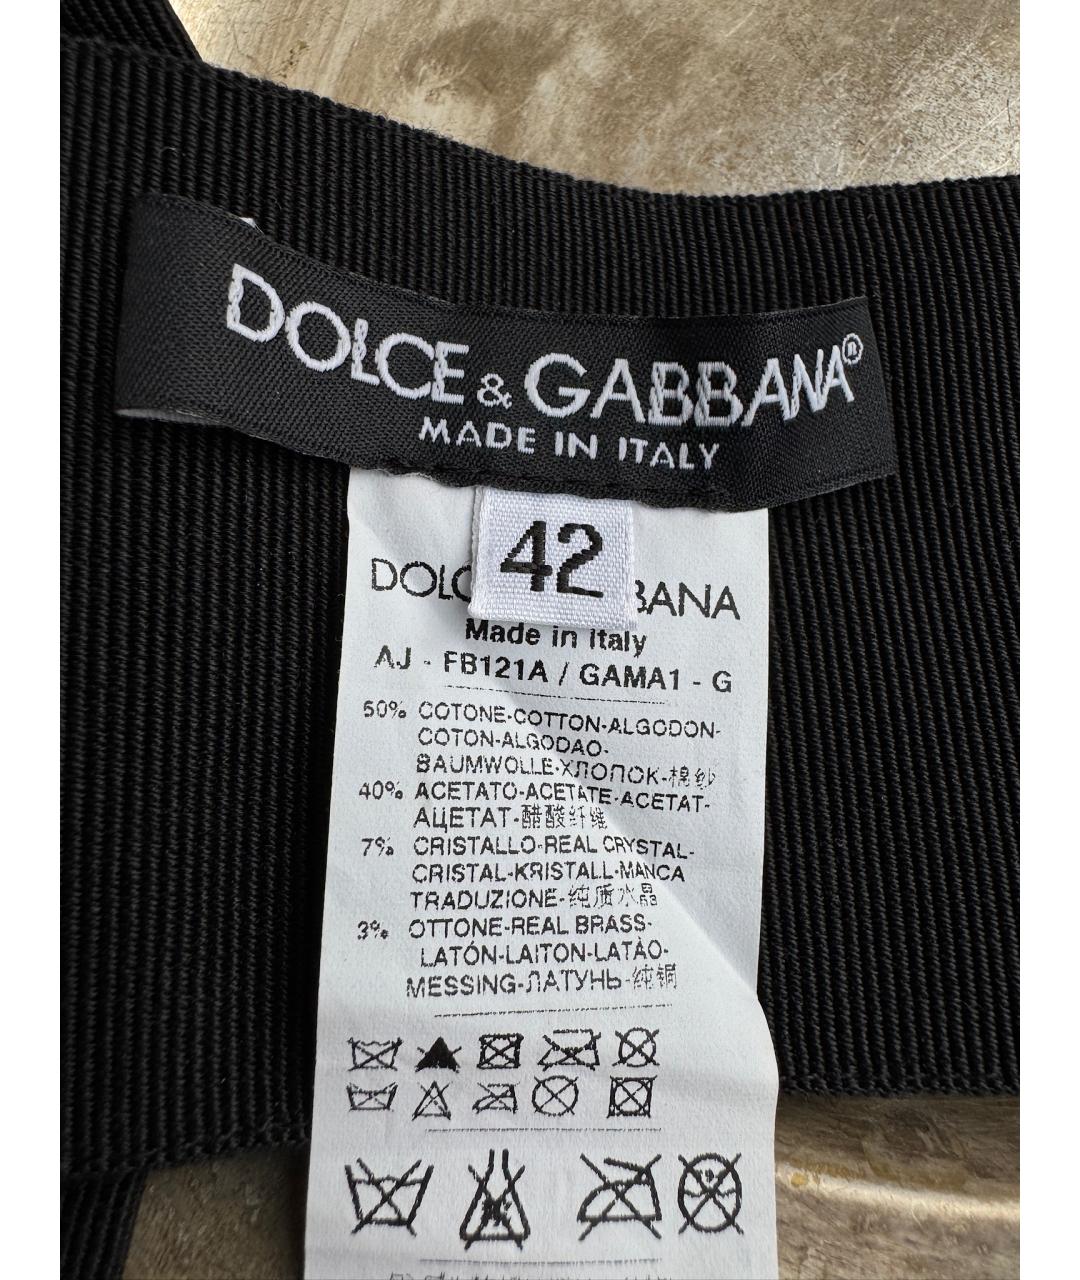 DOLCE & GABBANA®
MADE IN ITALY
42
DOLC BANA
Made in Italy
AJ - FB121A / GAMA1 - G
50% COTONE-COTTON-ALGODON-
COTON-ALGODAO-
BAUMWOLLE-ХЛОПОК-棉纱
40% ACETATO-ACETATE-ACETAT-
АЦЕТАТ-醋酸纤维
7% CRISTALLO-REAL CRYSTAL-
CRISTAL-KRISTALL-MANCA
TRADUZIONE-纯质水晶
3% OTTONE-REAL BRASS-
LATÓN-LAITON-LATÀO-
MESSING-ЛАТУНЬ-纯铜